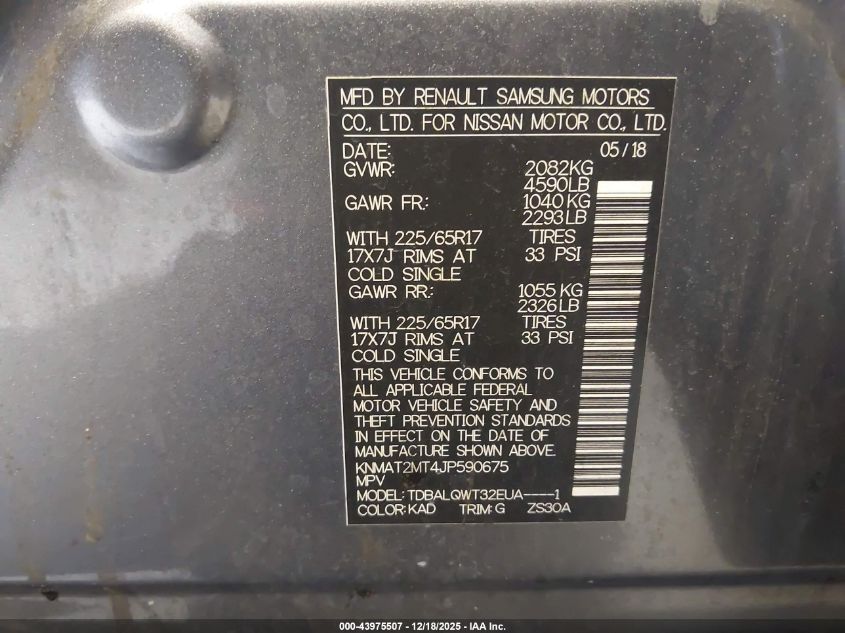 MFD BY RENAULT SAMSUNG MOTORS
CO., LTD. FOR NISSAN MOTOR CO., LTD.
DATE: 05/18
GVWR: 2082KG
4590LB
GAWR FR.: 1040KG
2293LB
WITH 225/65R17 TIRES
17X7J RIMS AT 33 PSI
COLD SINGLE
GAWR RR.: 1055 KG
2326LB
WITH 225/65R17 TIRES
17X7J RIMS AT 33 PSI
COLD SINGLE
THIS VEHICLE CONFORMS TO
ALL APPLICABLE FEDERAL
MOTOR VEHICLE SAFETY AND
THEFT PREVENTION STANDARDS
IN EFFECT ON THE DATE OF
MANUFACTURE SHOWN ABOVE.
KNMAT2MT4JP590675
MPV
MODEL: TDBALQWT32EUA----1
COLOR: KAD TRIM: G ZS30A
000-43975507 - 12/18/2025 - IAA Inc.